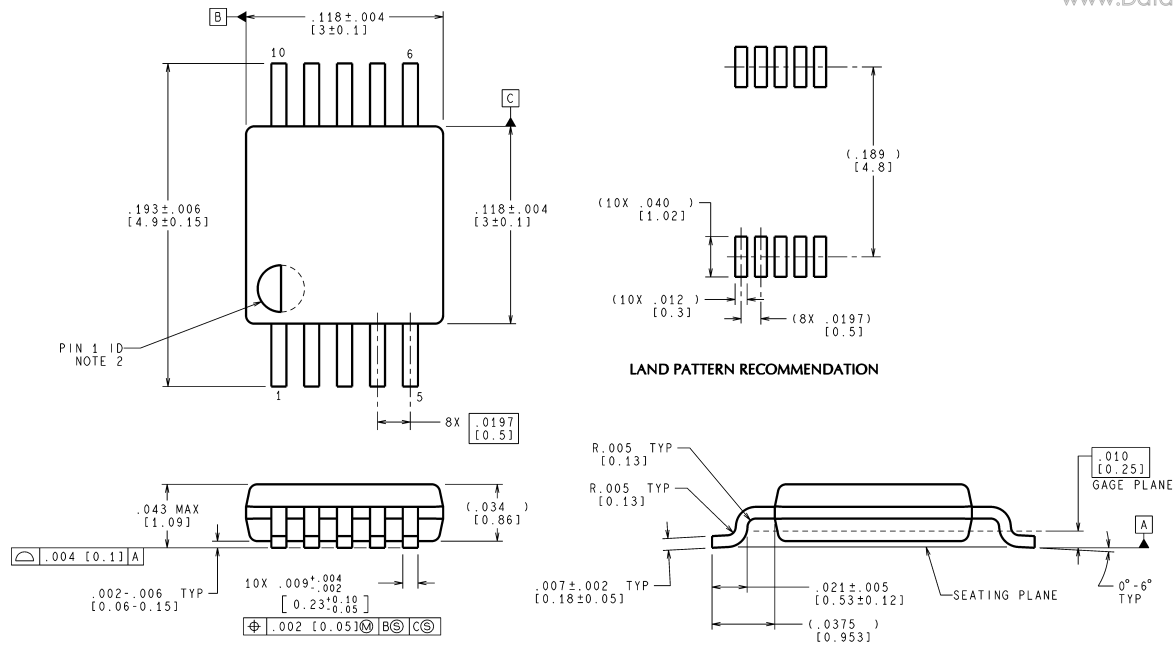 www.Data
B
.118±.004
[3±0.1]
10
6
C
.193±.006
[4.9±0.15]
.118±.004
[3±0.1]
PIN 1 ID
NOTE 2
1
5
8X .0197
[0.5]
(.189 )
[4.8]
(10X .040 )
[1.02]
(10X .012 )
[0.3]
(8X .0197)
[0.5]
LAND PATTERN RECOMMENDATION
.043 MAX
[1.09]
(.034 )
[0.86]
⌓ .004 [0.1] A
.002-.006 TYP
[0.06-0.15]
10X .009 +.004 -.002
[ 0.23 +0.10 -0.05 ]
⌖ .002 [0.05]Ⓜ BⓈ CⓈ
R.005 TYP
[0.13]
R.005 TYP
[0.13]
.010
[0.25]
GAGE PLANE
A
.007±.002 TYP
[0.18±0.05]
.021±.005
[0.53±0.12]
SEATING PLANE
0°-6°
TYP
(.0375 )
[0.953]